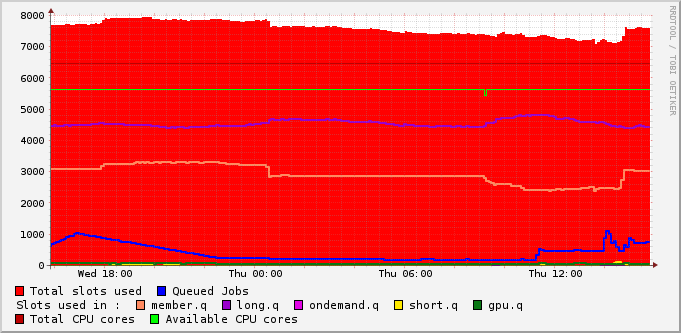 8000
7000
6000
5000
4000
3000
2000
1000
0
Wed 18:00 Thu 00:00 Thu 06:00 Thu 12:00
Total slots used Queued Jobs
Slots used in : member.q long.q ondemand.q short.q gpu.q
Total CPU cores Available CPU cores
RRDTOOL / TOBI OETIKER